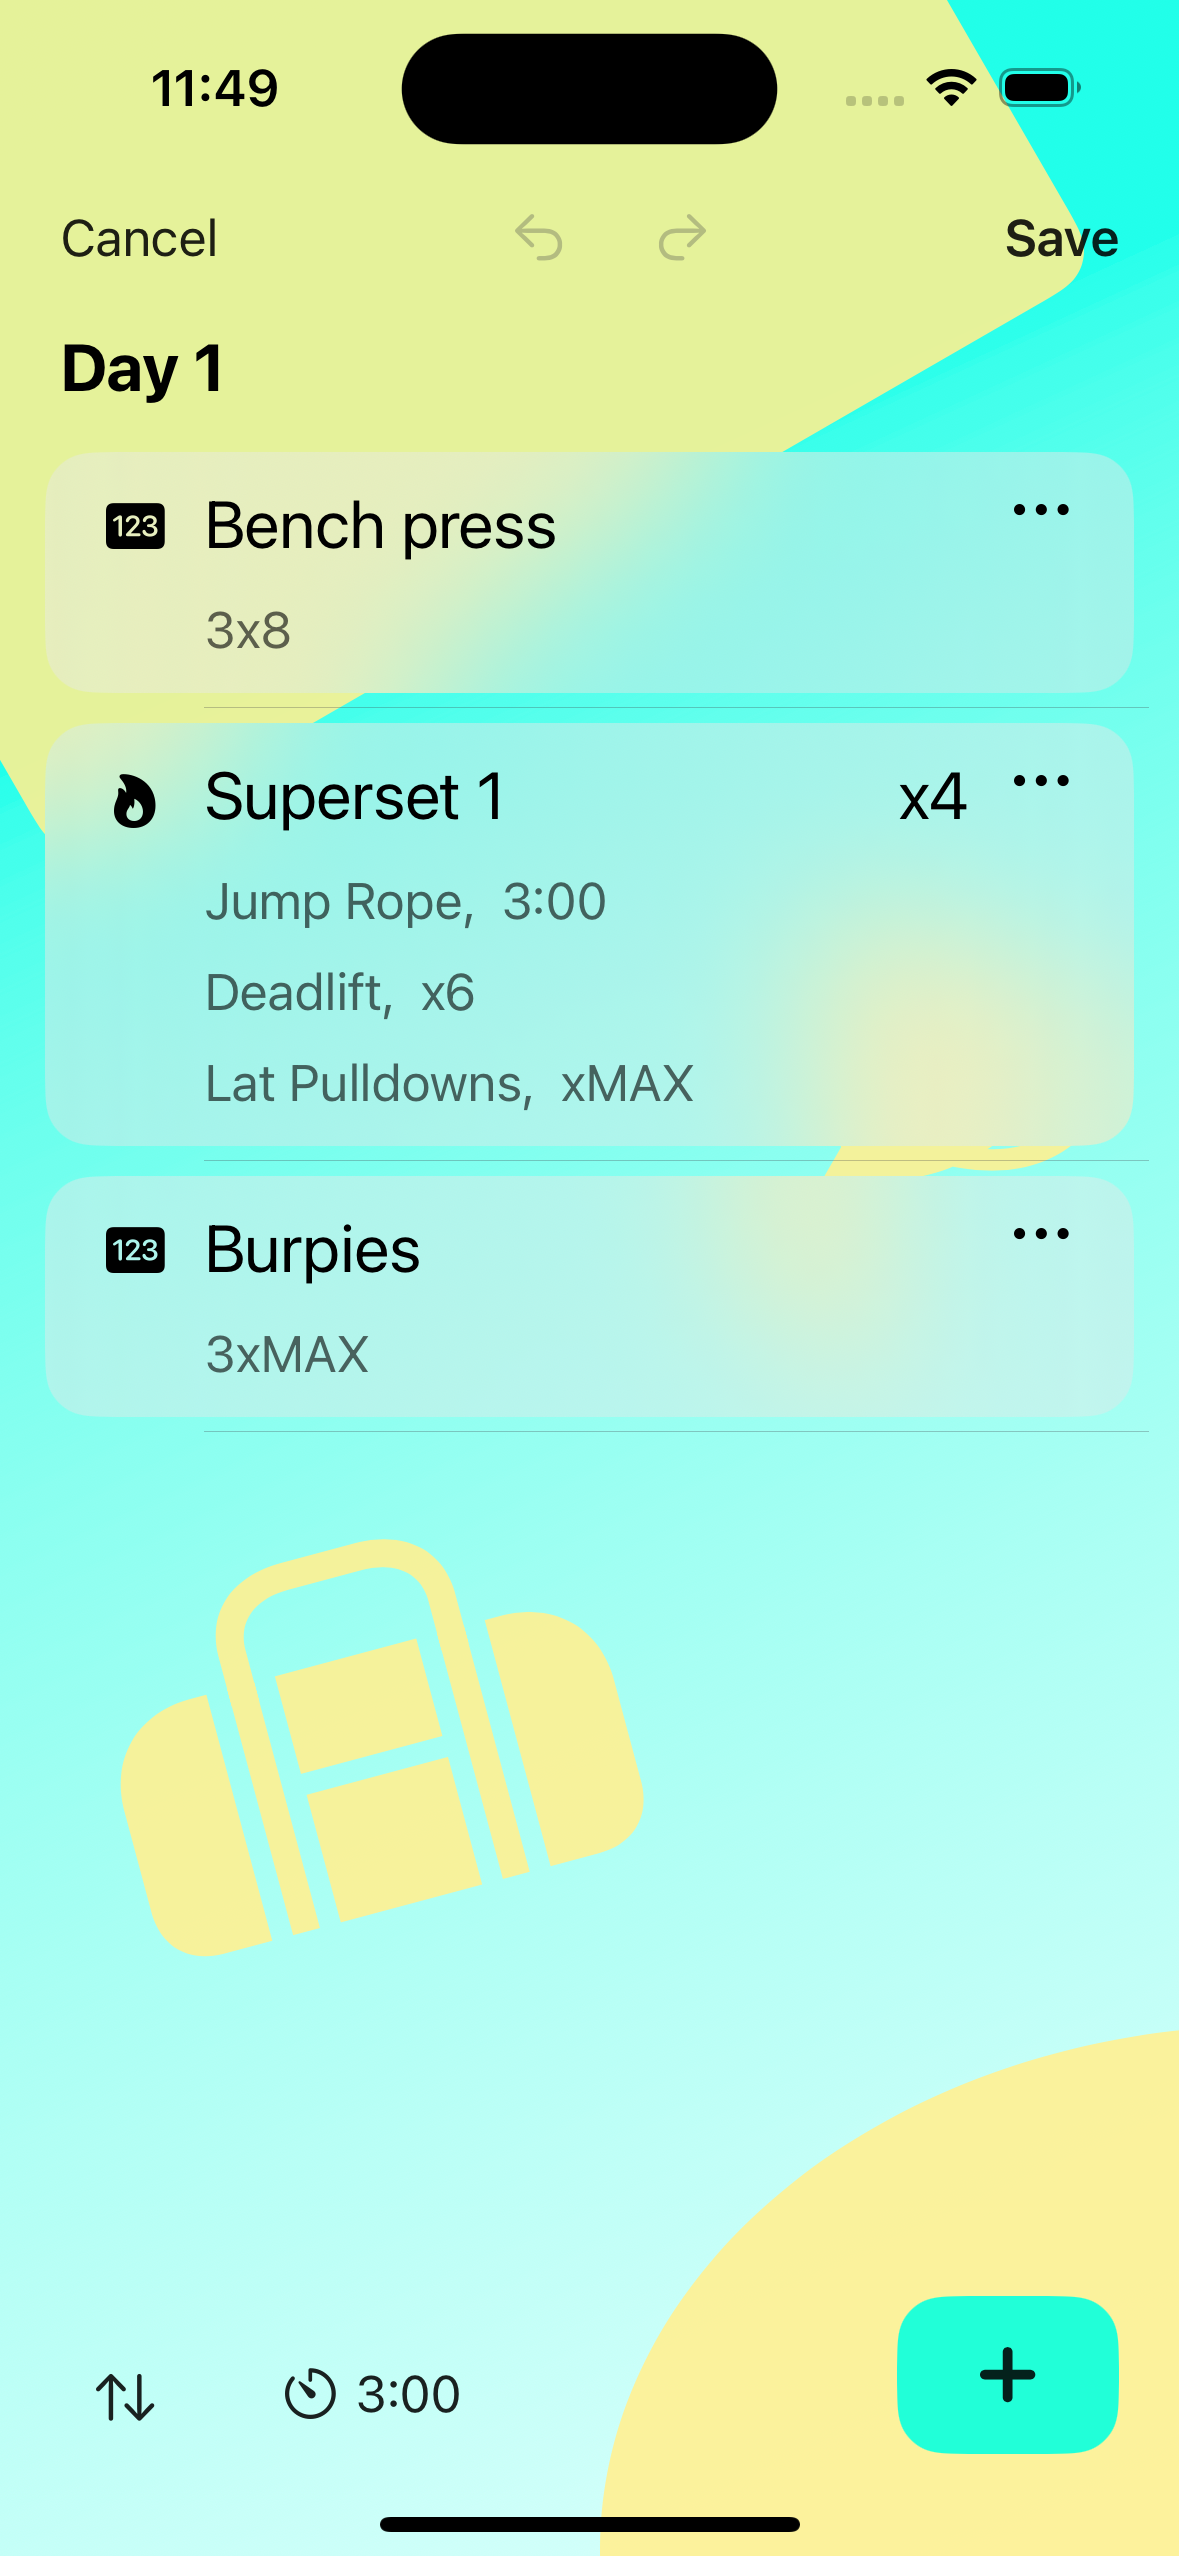 11:49
Cancel
Save
Day 1
123 Bench press
3x8
Superset 1 x4
Jump Rope, 3:00
Deadlift, x6
Lat Pulldowns, xMAX
123 Burpies
3xMAX
3:00